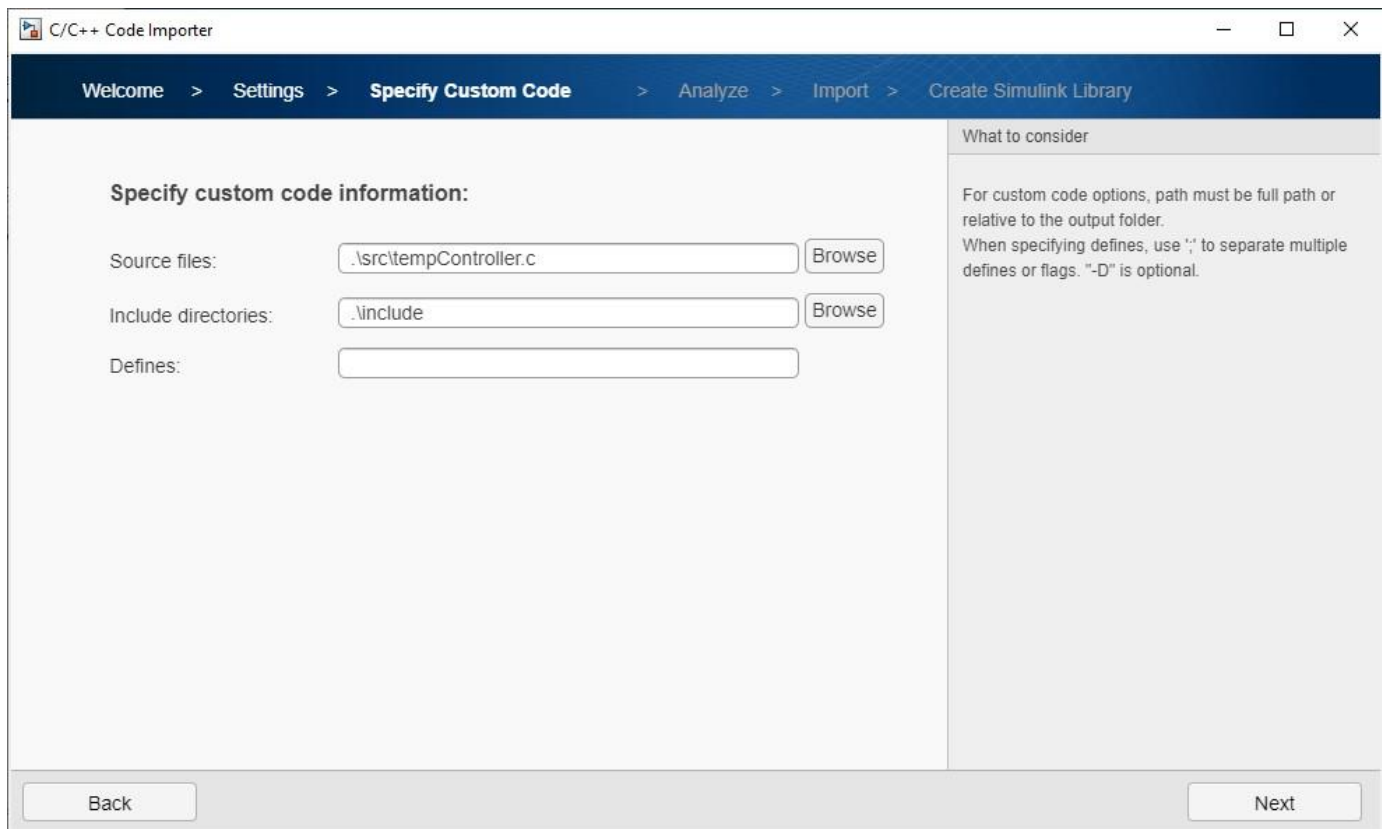 C/C++ Code Importer
Welcome > Settings > Specify Custom Code > Analyze > Import > Create Simulink Library
What to consider
Specify custom code information:
For custom code options, path must be full path or
relative to the output folder.
When specifying defines, use ';' to separate multiple
defines or flags. "-D" is optional.
Source files: .\src\tempController.c Browse
Include directories: .\include Browse
Defines:
Back Next